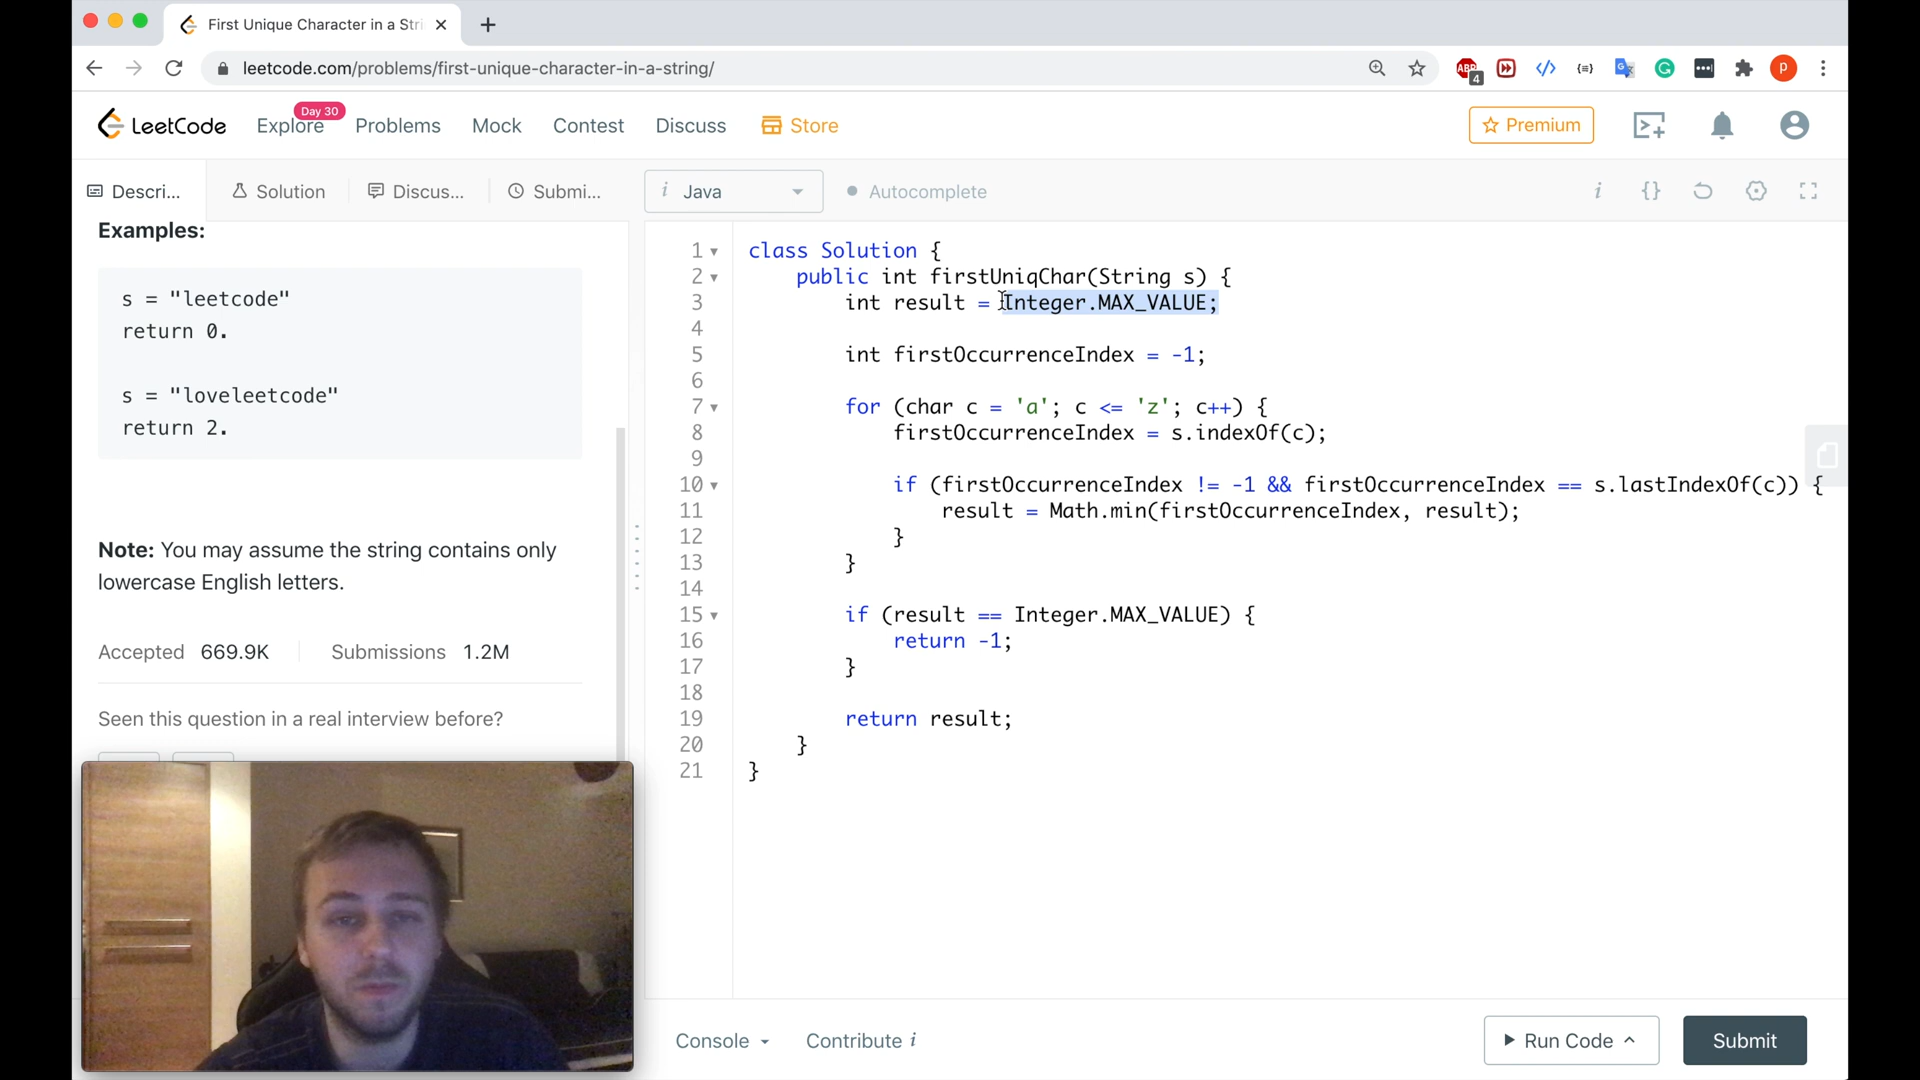 First Unique Character in a Stri
leetcode.com/problems/first-unique-character-in-a-string/
ABP
4
P
LeetCode
Explore
Day 30
Problems
Mock
Contest
Discuss
Store
Premium
Descri...
Solution
Discus...
Submi...
i Java
Autocomplete
i {}
Examples:
s = "leetcode"
return 0.
s = "loveleetcode"
return 2.
Note: You may assume the string contains only
lowercase English letters.
Accepted 669.9K
Submissions 1.2M
Seen this question in a real interview before?
1 class Solution {
2 public int firstUniqChar(String s) {
3 int result = Integer.MAX_VALUE;
4
5 int firstOccurrenceIndex = -1;
6
7 for (char c = 'a'; c <= 'z'; c++) {
8 firstOccurrenceIndex = s.indexOf(c);
9
10 if (firstOccurrenceIndex != -1 && firstOccurrenceIndex == s.lastIndexOf(c)) {
11 result = Math.min(firstOccurrenceIndex, result);
12 }
13 }
14
15 if (result == Integer.MAX_VALUE) {
16 return -1;
17 }
18
19 return result;
20 }
21 }
Console
Contribute i
Run Code
Submit